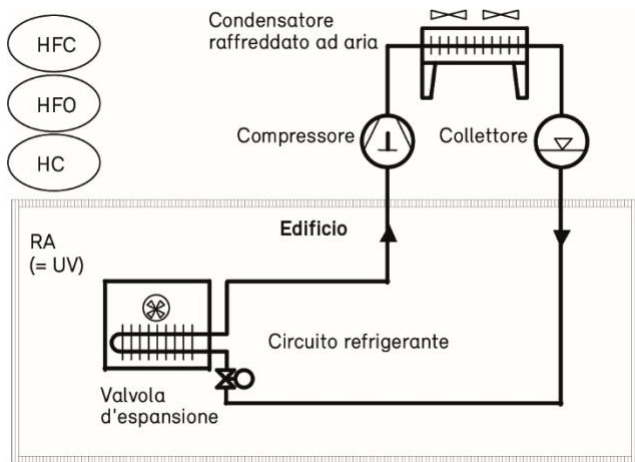 HFC
HFO
HC
Condensatore
raffreddato ad aria
Compressore
Collettore
Edificio
RA
(= UV)
Circuito refrigerante
Valvola
d'espansione